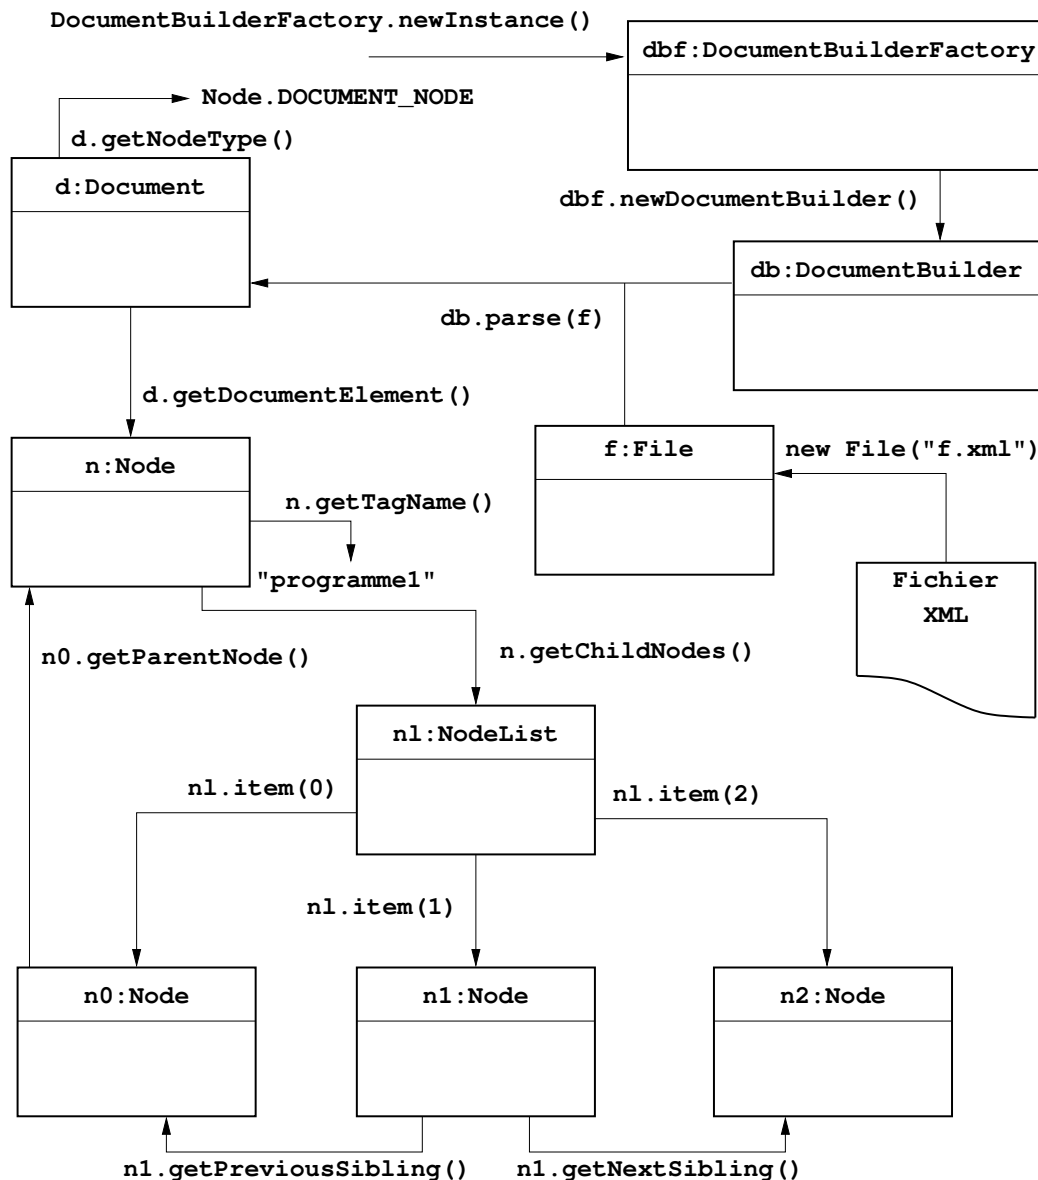 DocumentBuilderFactory.newInstance()
dbf:DocumentBuilderFactory
Node.DOCUMENT_NODE
d.getNodeType()
d:Document
dbf.newDocumentBuilder()
db:DocumentBuilder
db.parse(f)
d.getDocumentElement()
n:Node
f:File
new File("f.xml")
n.getTagName()
"programme1"
Fichier
XML
n0.getParentNode()
n.getChildNodes()
nl:NodeList
nl.item(0)
nl.item(2)
nl.item(1)
n0:Node
n1:Node
n2:Node
n1.getPreviousSibling()
n1.getNextSibling()